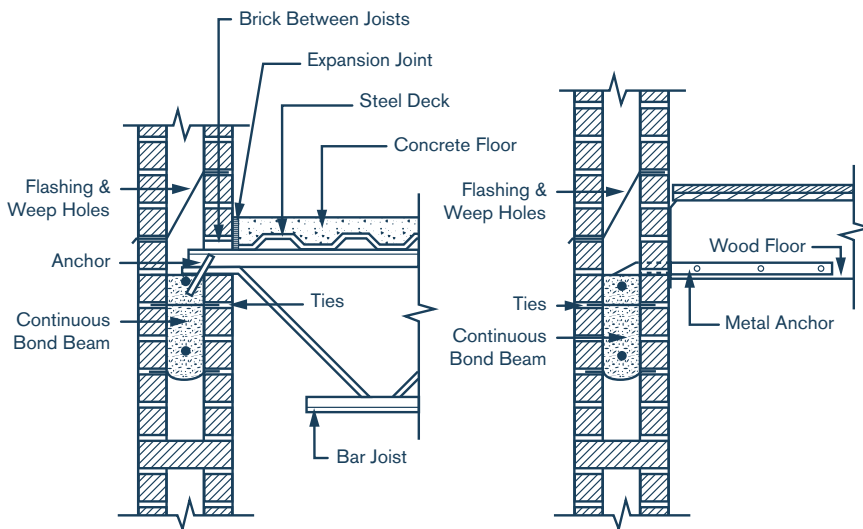 Brick Between Joists
Expansion Joint
Steel Deck
Concrete Floor
Flashing &
Weep Holes
Anchor
Ties
Continuous
Bond Beam
Bar Joist
Flashing &
Weep Holes
Wood Floor
Ties
Metal Anchor
Continuous
Bond Beam